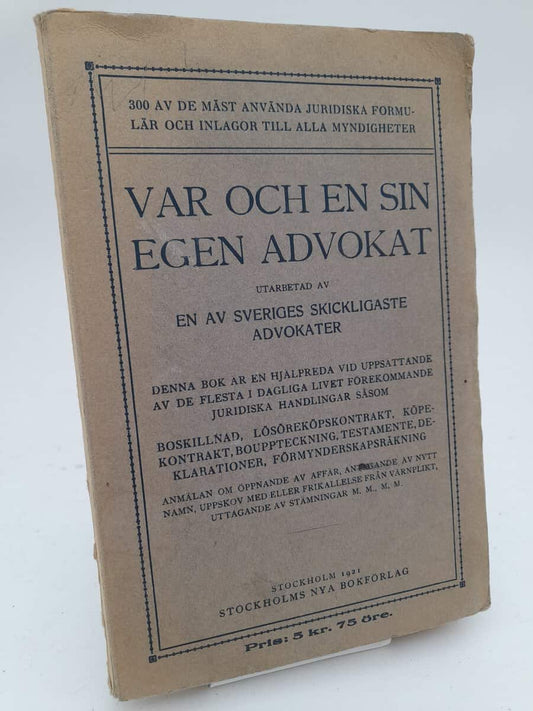 300 AV DE MÄST ANVÄNDA JURIDISKA FORMU-
LÄR OCH INLAGOR TILL ALLA MYNDIGHETER
VAR OCH EN SIN
EGEN ADVOKAT
UTARBETAD AV
EN AV SVERIGES SKICKLIGASTE
ADVOKATER
DENNA BOK ÄR EN HJÄLPREDA VID UPPSÄTTANDE
AV DE FLESTA I DAGLIGA LIVET FÖREKOMMANDE
JURIDISKA HANDLINGAR SÅSOM
BOSKILLNAD, LÖSÖREKÖPSKONTRAKT, KÖPE-
KONTRAKT, BOUPPTECKNING, TESTAMENTE, DE-
KLARATIONER, FÖRMYNDERSKAPSRÄKNING
ANMÄLAN OM ÖPPNANDE AV AFFÄR, ANTAGANDE AV NYTT
NAMN, UPPSKOV MED ELLER FRIKALLELSE FRÅN VÄRNPLIKT,
UTTAGANDE AV STÄMNINGAR M. M., M. M.
STOCKHOLM 1921
STOCKHOLMS NYA BOKFÖRLAG
Pris: 5 kr. 75 öre.